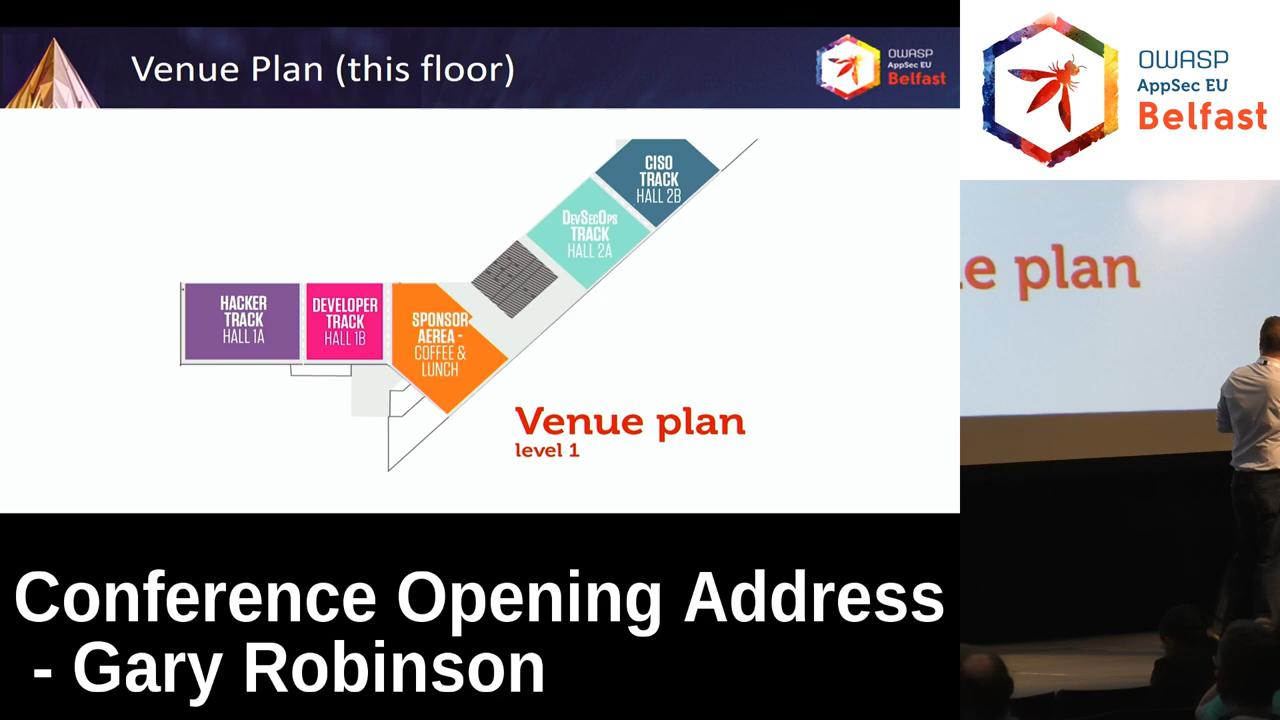 Venue Plan (this floor)
OWASP
AppSec EU
Belfast
OWASP
AppSec EU
Belfast
CISO
TRACK
HALL 2B
DEVSECOPS
TRACK
HALL 2A
HACKER
TRACK
HALL 1A
DEVELOPER
TRACK
HALL 1B
SPONSOR
AEREA -
COFFEE &
LUNCH
Venue plan
level 1
e plan
Conference Opening Address
- Gary Robinson